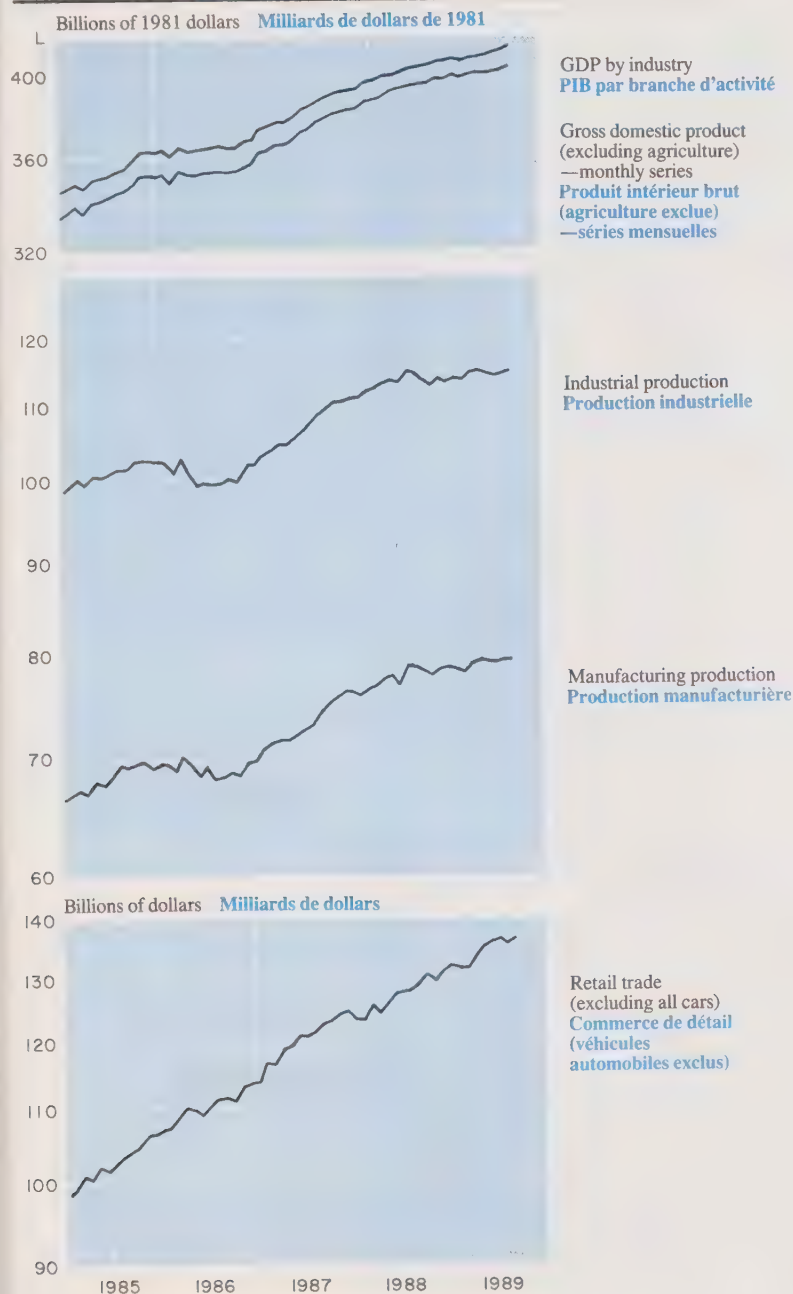 Billions of 1981 dollars Milliards de dollars de 1981
L
400
360
320
GDP by industry
PIB par branche d'activité
Gross domestic product
(excluding agriculture)
—monthly series
Produit intérieur brut
(agriculture exclue)
—séries mensuelles
120
110
100
90
80
70
60
Industrial production
Production industrielle
Manufacturing production
Production manufacturière
Billions of dollars Milliards de dollars
140
130
120
110
100
90
Retail trade
(excluding all cars)
Commerce de détail
(véhicules
automobiles exclus)
1985 1986 1987 1988 1989